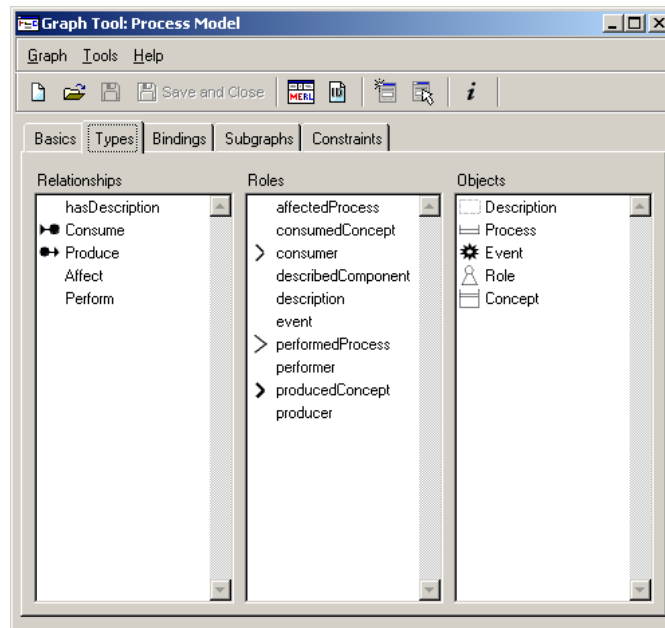 Graph Tool: Process Model
Graph Tools Help
Save and Close MERL ID i
Basics Types Bindings Subgraphs Constraints
Relationships
hasDescription
Consume
Produce
Affect
Perform
Roles
affectedProcess
consumedConcept
consumer
describedComponent
description
event
performedProcess
performer
producedConcept
producer
Objects
Description
Process
Event
Role
Concept